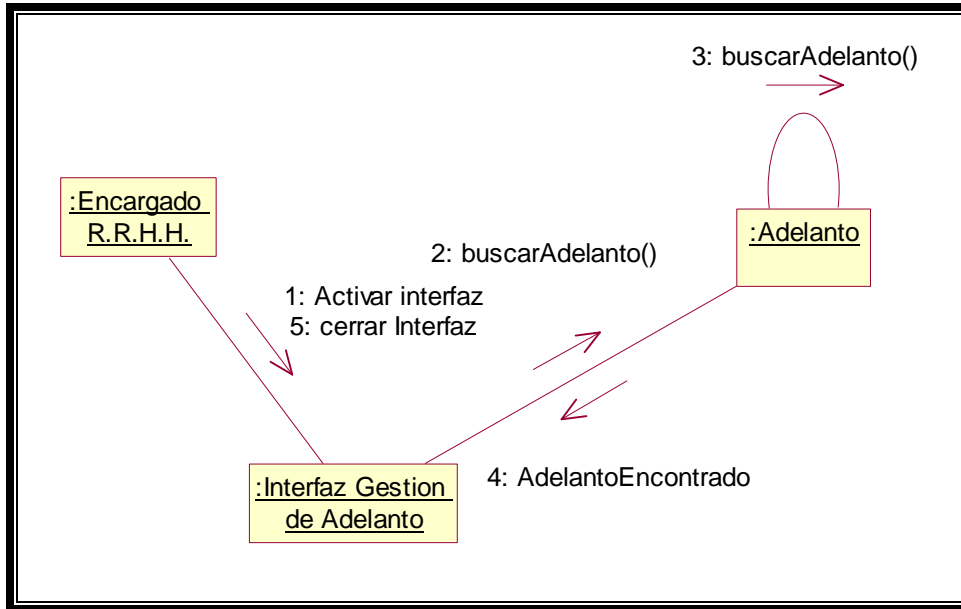 3: buscarAdelanto()
:Encargado
R.R.H.H.
:Adelanto
2: buscarAdelanto()
1: Activar interfaz
5: cerrar Interfaz
:Interfaz Gestion
de Adelanto
4: AdelantoEncontrado